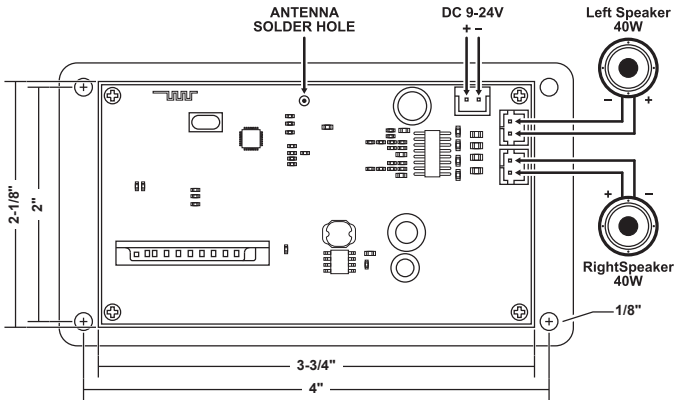 ANTENNA
SOLDER HOLE
DC 9-24V
+ –
Left Speaker
40W
– +
+ –
RightSpeaker
40W
1/8"
2-1/8"
2"
3-3/4"
4"